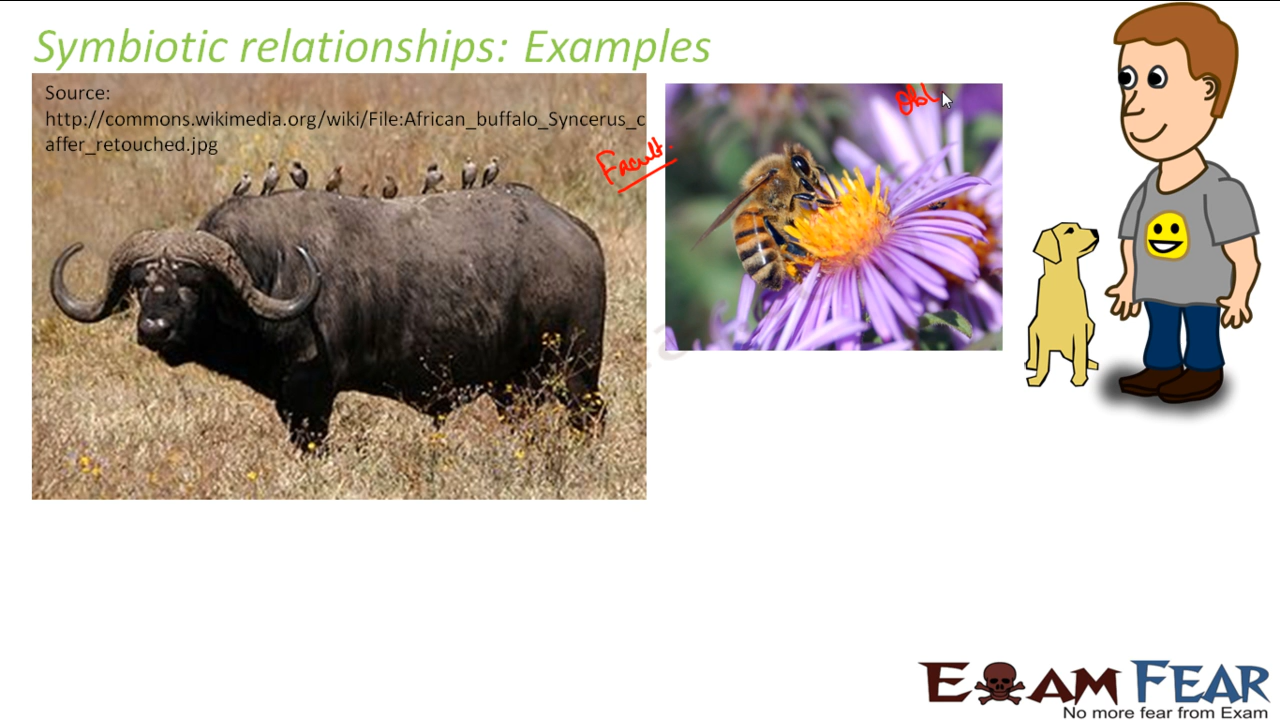 Symbiotic relationships: Examples
Source:
http://commons.wikimedia.org/wiki/File:African_buffalo_Syncerus_c
affer_retouched.jpg
Facult.
Obl
EXAM FEAR
No more fear from Exam